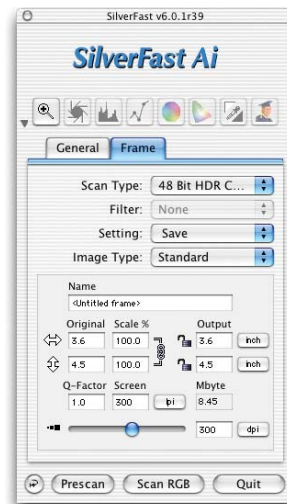 SilverFast v6.0.1r39
SilverFast Ai
General Frame
Scan Type: 48 Bit HDR C...
Filter: None
Setting: Save
Image Type: Standard
Name
<Untitled frame>
Original Scale % Output
3.6 100.0 3.6 inch
4.5 100.0 4.5 inch
Q-Factor Screen Mbyte
1.0 300 lpi 8.45
300 dpi
Prescan Scan RGB Quit